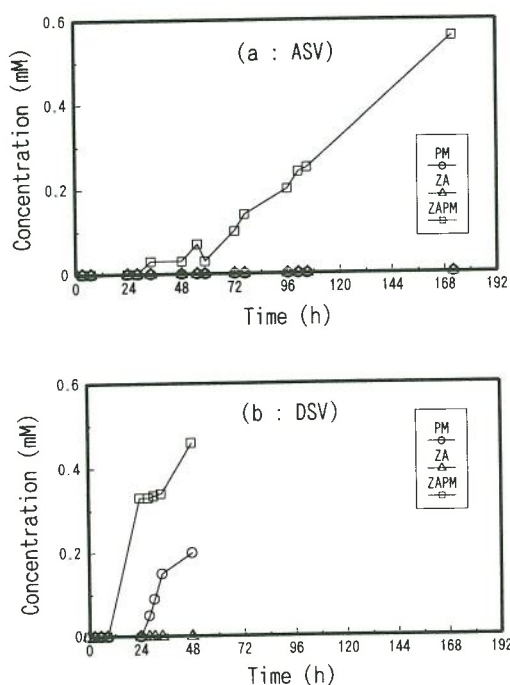 0.6
(a : ASV)
Concentration (mM)
0.4
0.2
0
PM
ZA
ZAPM
0 24 48 72 96 120 144 168 192
Time (h)
0.6
(b : DSV)
Concentration (mM)
0.4
0.2
0
PM
ZA
ZAPM
0 24 48 72 96 120 144 168 192
Time (h)